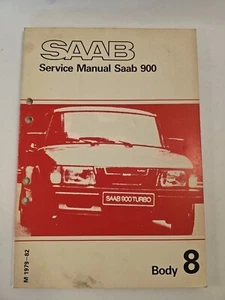 SAAB
Service Manual Saab 900
SAAB 900 TURBO
Body 8
M 1979-82